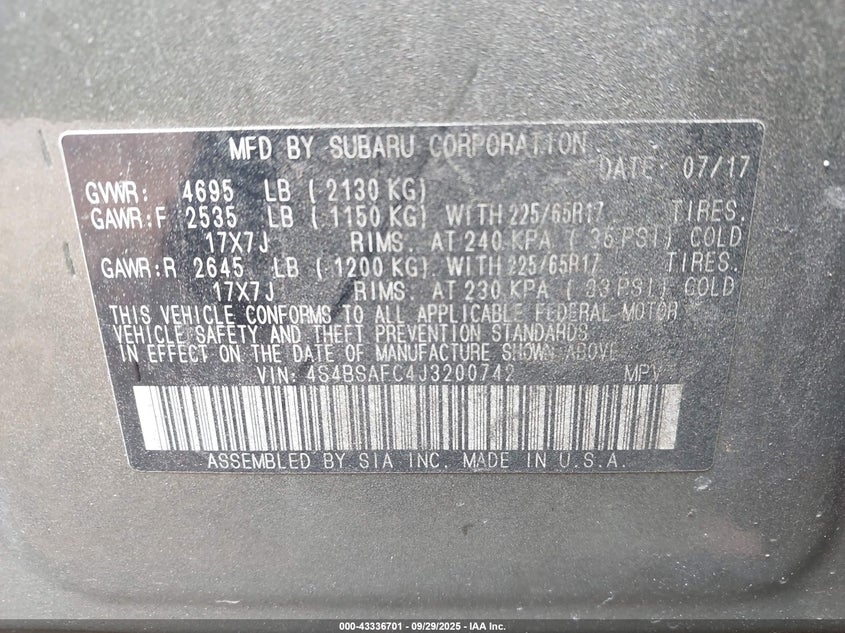 MFD BY SUBARU CORPORATION
DATE: 07/17
GVWR: 4695 LB ( 2130 KG)
GAWR:F 2535 LB ( 1150 KG) WITH 225/65R17 TIRES.
17X7J RIMS. AT 240 KPA ( 35 PSI) COLD
GAWR:R 2645 LB ( 1200 KG) WITH 225/65R17 TIRES.
17X7J RIMS. AT 230 KPA ( 33 PSI) COLD
THIS VEHICLE CONFORMS TO ALL APPLICABLE FEDERAL MOTOR
VEHICLE SAFETY AND THEFT PREVENTION STANDARDS
IN EFFECT ON THE DATE OF MANUFACTURE SHOWN ABOVE.
VIN: 4S4BSAFC4J3200742 MPV
ASSEMBLED BY SIA INC. MADE IN U.S.A.
000-43336701 - 09/29/2025 - IAA Inc.